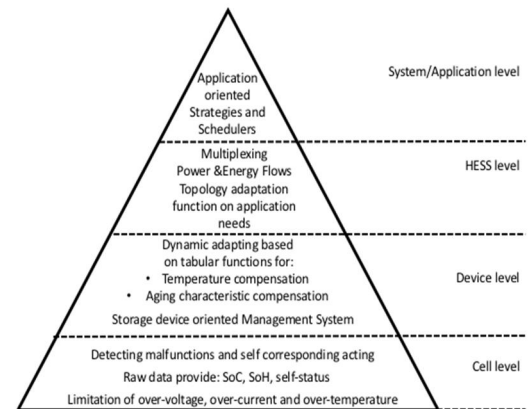 Application
oriented
Strategies and
Schedulers
System/Application level
Multiplexing
Power &Energy Flows
Topology adaptation
function on application
needs
HESS level
Dynamic adapting based
on tabular functions for:
• Temperature compensation
• Aging characteristic compensation
Storage device oriented Management System
Device level
Detecting malfunctions and self corresponding acting
Raw data provide: SoC, SoH, self-status
Limitation of over-voltage, over-current and over-temperature
Cell level